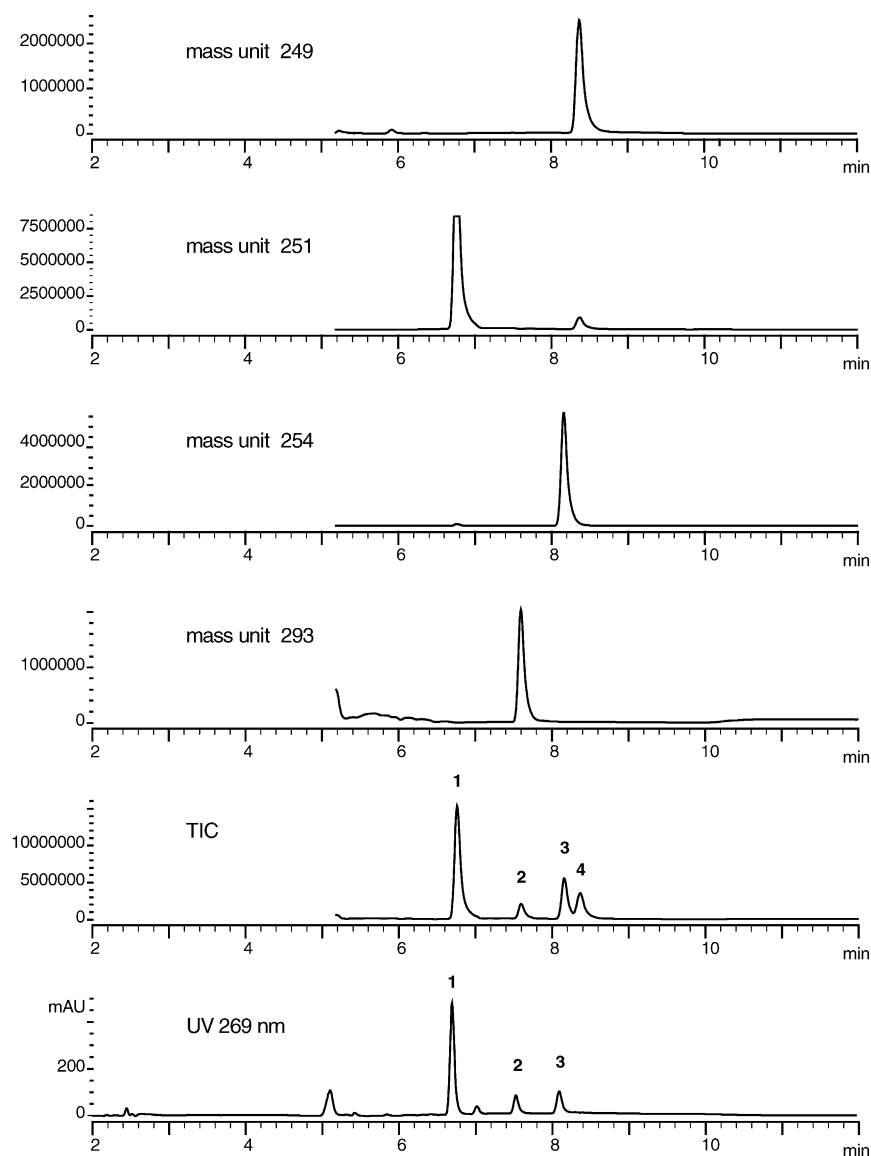 2000000
mass unit 249
1000000
0
2 4 6 8 10
min
7500000
mass unit 251
5000000
2500000
0
2 4 6 8 10
min
mass unit 254
4000000
2000000
0
2 4 6 8 10
min
mass unit 293
1000000
0
2 4 6 8 10
min
1
TIC
10000000
3
4
2
5000000
0
2 4 6 8 10
min
1
mAU
UV 269 nm
200
2
3
0
2 4 6 8 10
min